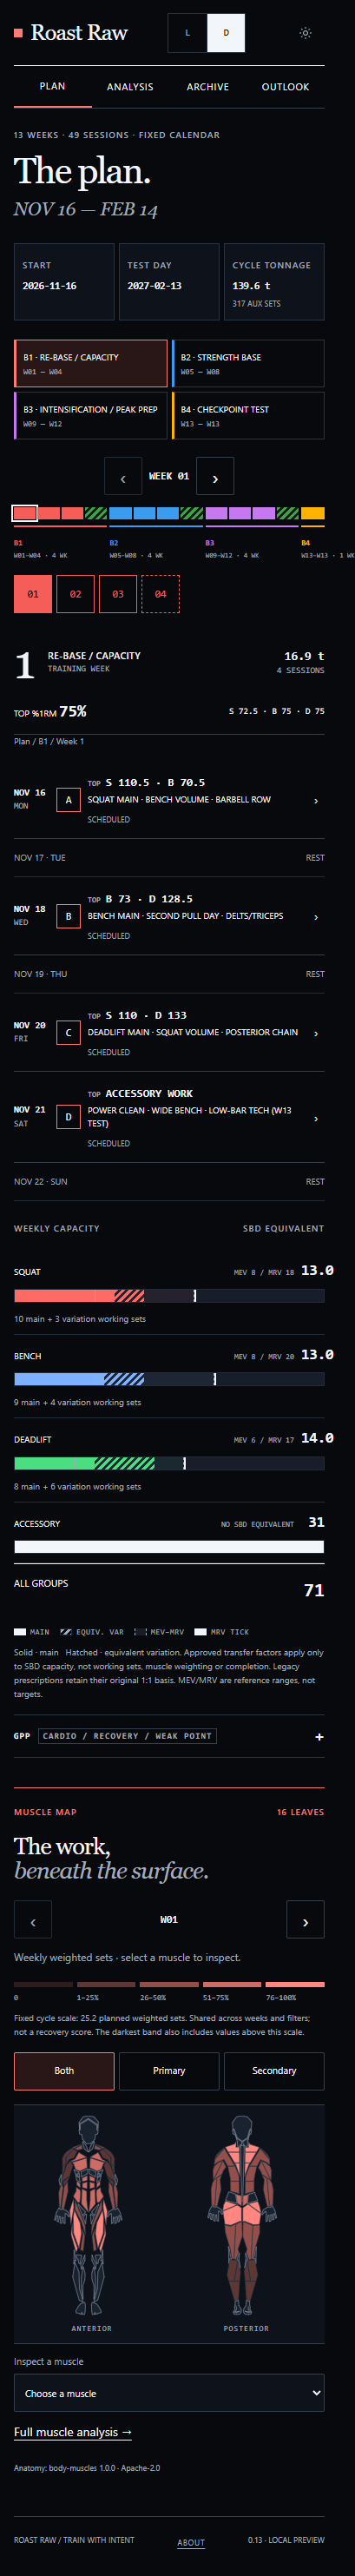 Roast Raw
L D
PLAN ANALYSIS ARCHIVE OUTLOOK
13 WEEKS · 49 SESSIONS · FIXED CALENDAR
The plan.
NOV 16 — FEB 14
START TEST DAY CYCLE TONNAGE
2026-11-16 2027-02-13 139.6 t
317 AUX SETS
B1 · RE-BASE / CAPACITY B2 · STRENGTH BASE
W01 — W04 W05 — W08
B3 · INTENSIFICATION / PEAK PREP B4 · CHECKPOINT TEST
W09 — W12 W13 — W13
‹ WEEK 01 ›
B1 B2 B3 B4
W01-W04 · 4 WK W05-W08 · 4 WK W09-W12 · 4 WK W13-W13 · 1 WK
01 02 03 04
1 RE-BASE / CAPACITY 16.9 t
TRAINING WEEK 4 SESSIONS
TOP %1RM 75% S 72.5 · B 75 · D 75
Plan / B1 / Week 1
TOP S 110.5 · B 70.5
NOV 16 MON A SQUAT MAIN · BENCH VOLUME · BARBELL ROW ›
SCHEDULED
NOV 17 · TUE REST
TOP B 73 · D 128.5
NOV 18 WED B BENCH MAIN · SECOND PULL DAY · DELTS/TRICEPS ›
SCHEDULED
NOV 19 · THU REST
TOP S 110 · D 133
NOV 20 FRI C DEADLIFT MAIN · SQUAT VOLUME · POSTERIOR CHAIN ›
SCHEDULED
TOP ACCESSORY WORK
NOV 21 SAT D POWER CLEAN · WIDE BENCH · LOW-BAR TECH (W13
TEST) ›
SCHEDULED
NOV 22 · SUN REST
WEEKLY CAPACITY SBD EQUIVALENT
SQUAT MEV 8 / MRV 18 13.0
10 main + 3 variation working sets
BENCH MEV 8 / MRV 20 13.0
9 main + 4 variation working sets
DEADLIFT MEV 6 / MRV 17 14.0
8 main + 6 variation working sets
ACCESSORY NO SBD EQUIVALENT 31
ALL GROUPS 71
MAIN EQUIV. VAR MEV–MRV MRV TICK
Solid · main Hatched · equivalent variation. Approved transfer factors apply only
to SBD capacity, not working sets, muscle weighting or completion. Legacy
prescriptions retain their original 1:1 basis. MEV/MRV are reference ranges, not
targets.
GPP CARDIO / RECOVERY / WEAK POINT +
MUSCLE MAP 16 LEAVES
The work,
beneath the surface.
‹ W01 ›
Weekly weighted sets · select a muscle to inspect.
0 1–25% 26–50% 51–75% 76–100%
Fixed cycle scale: 25.2 planned weighted sets. Shared across weeks and filters;
not a recovery score. The darkest band also includes values above this scale.
Both Primary Secondary
ANTERIOR POSTERIOR
Inspect a muscle
Choose a muscle
Full muscle analysis →
Anatomy: body-muscles 1.0.0 · Apache-2.0
ROAST RAW / TRAIN WITH INTENT ABOUT 0.13 · LOCAL PREVIEW